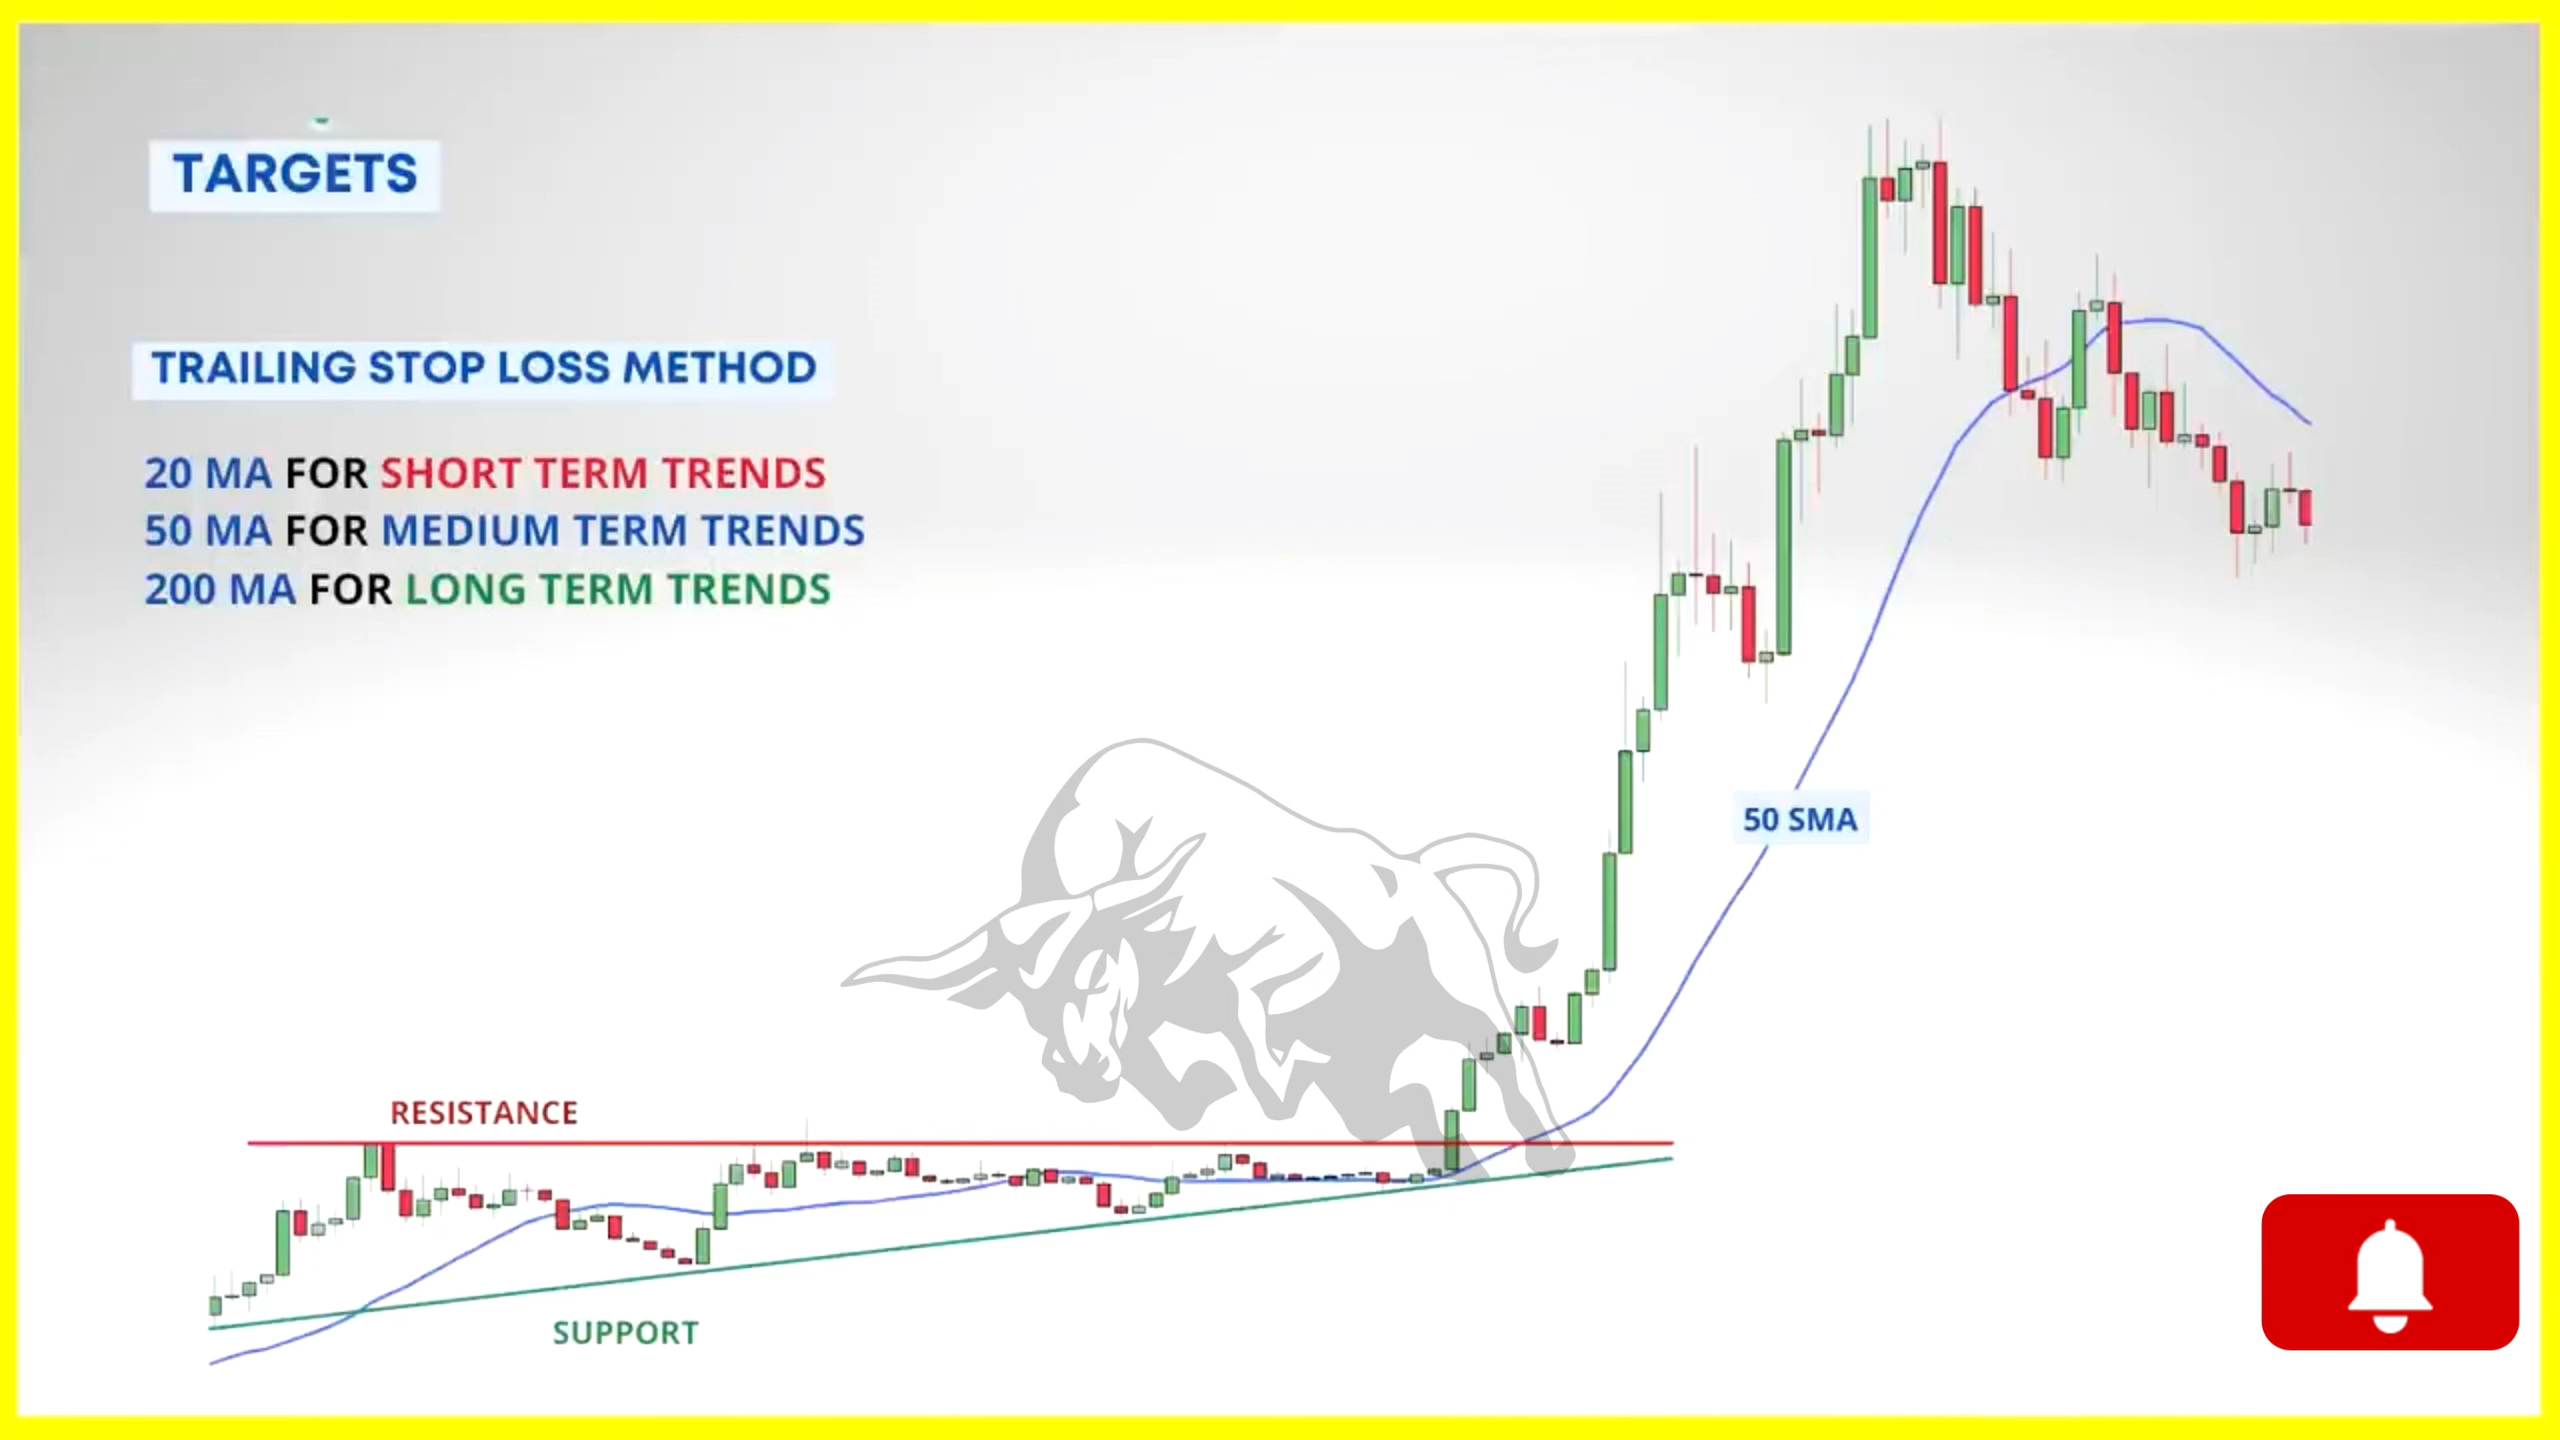 TARGETS
TRAILING STOP LOSS METHOD
20 MA FOR SHORT TERM TRENDS
50 MA FOR MEDIUM TERM TRENDS
200 MA FOR LONG TERM TRENDS
50 SMA
RESISTANCE
SUPPORT